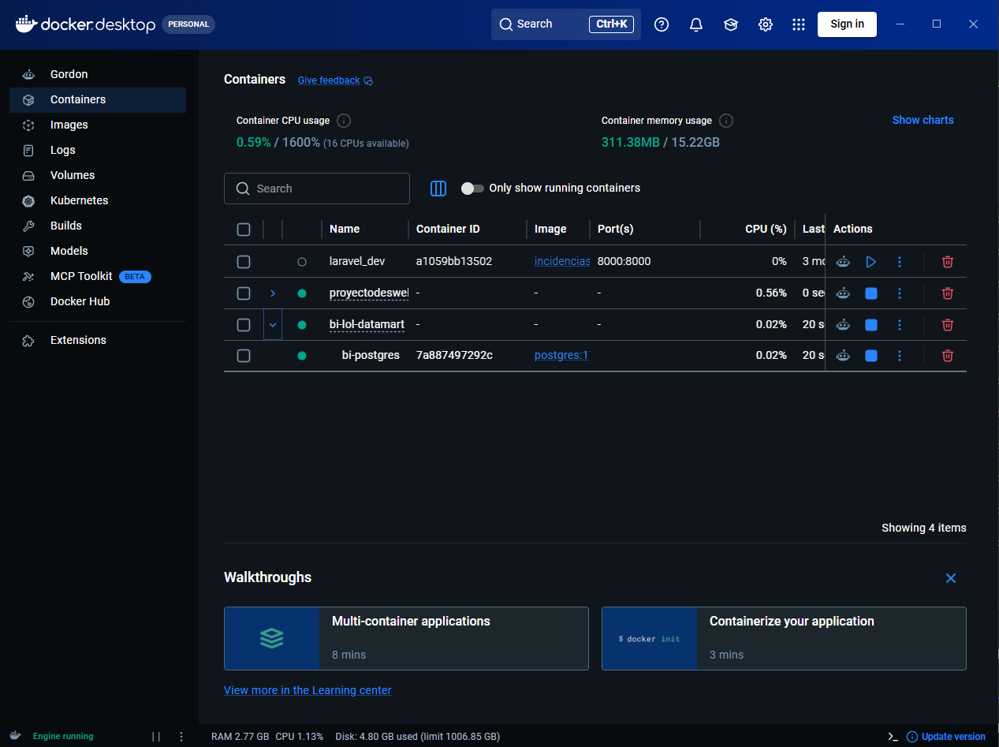 docker.desktop PERSONAL Search Ctrl+K Sign in
Gordon
Containers
Images
Logs
Volumes
Kubernetes
Builds
Models
MCP Toolkit BETA
Docker Hub
Extensions
Containers Give feedback
Container CPU usage
0.59% / 1600% (16 CPUs available)
Container memory usage
311.38MB / 15.22GB
Show charts
Search
Only show running containers
Name Container ID Image Port(s) CPU (%) Last Actions
laravel_dev a1059bb13502 incidencias 8000:8000 0% 3 mo
proyectodeswel - - - 0.56% 0 se
bi-lol-datamart - - - 0.02% 20 s
bi-postgres 7a887497292c postgres:1 0.02% 20 s
Showing 4 items
Walkthroughs
Multi-container applications
8 mins
$ docker init
Containerize your application
3 mins
View more in the Learning center
Engine running
RAM 2.77 GB CPU 1.13% Disk: 4.80 GB used (limit 1006.85 GB)
Update version